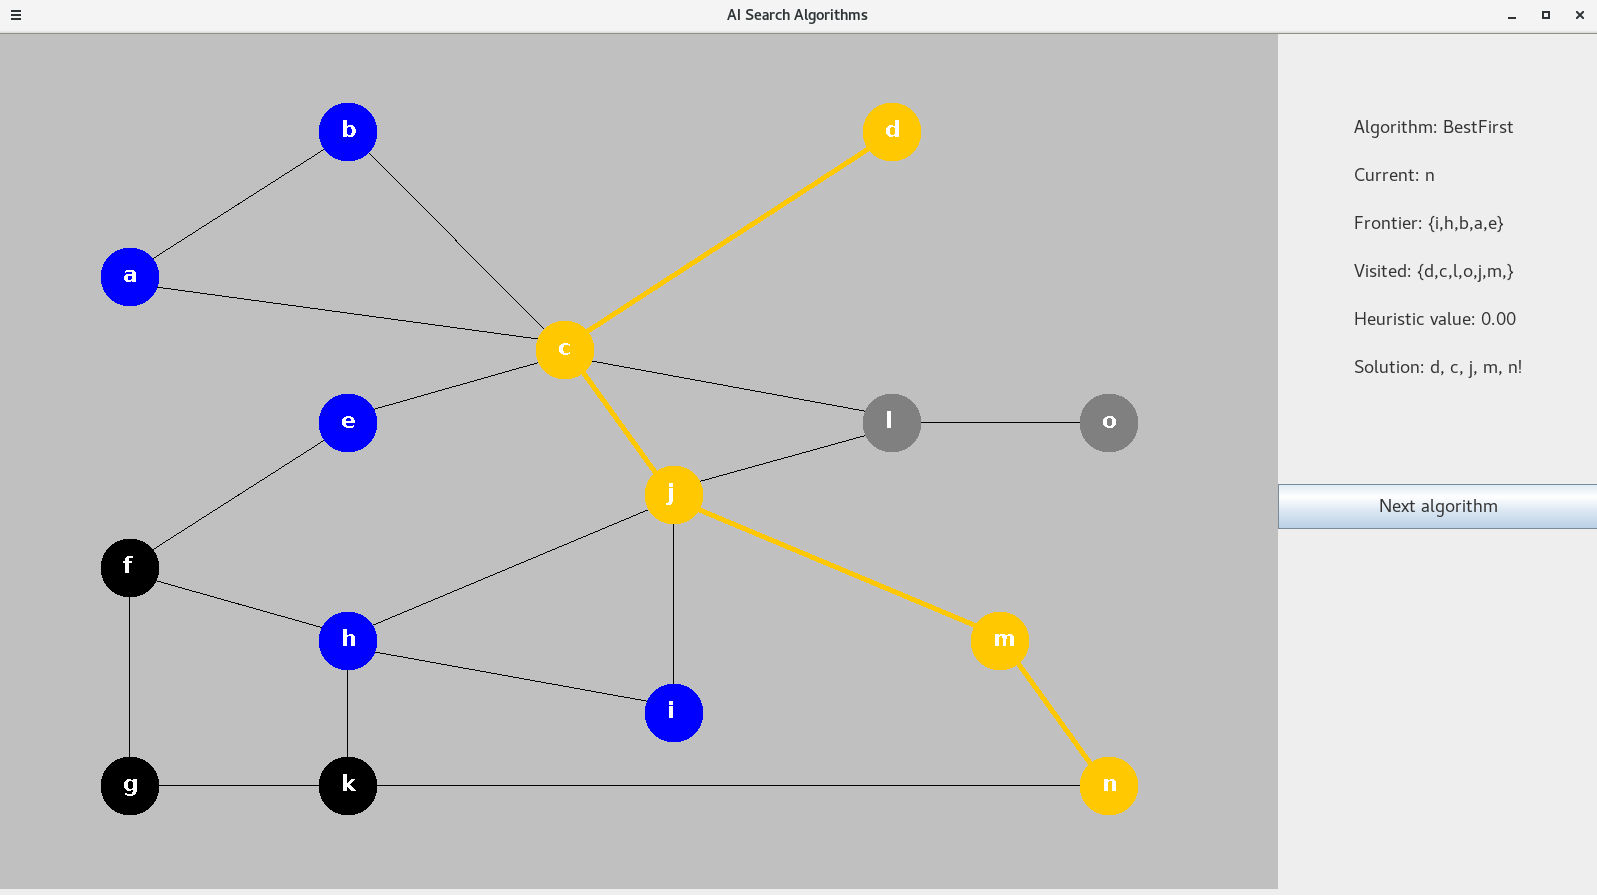 AI Search Algorithms
b
d
Algorithm: BestFirst
Current: n
Frontier: {i,h,b,a,e}
a
Visited: {d,c,l,o,j,m,}
Heuristic value: 0.00
c
Solution: d, c, j, m, n!
e
l
o
j
Next algorithm
f
h
m
i
g
k
n